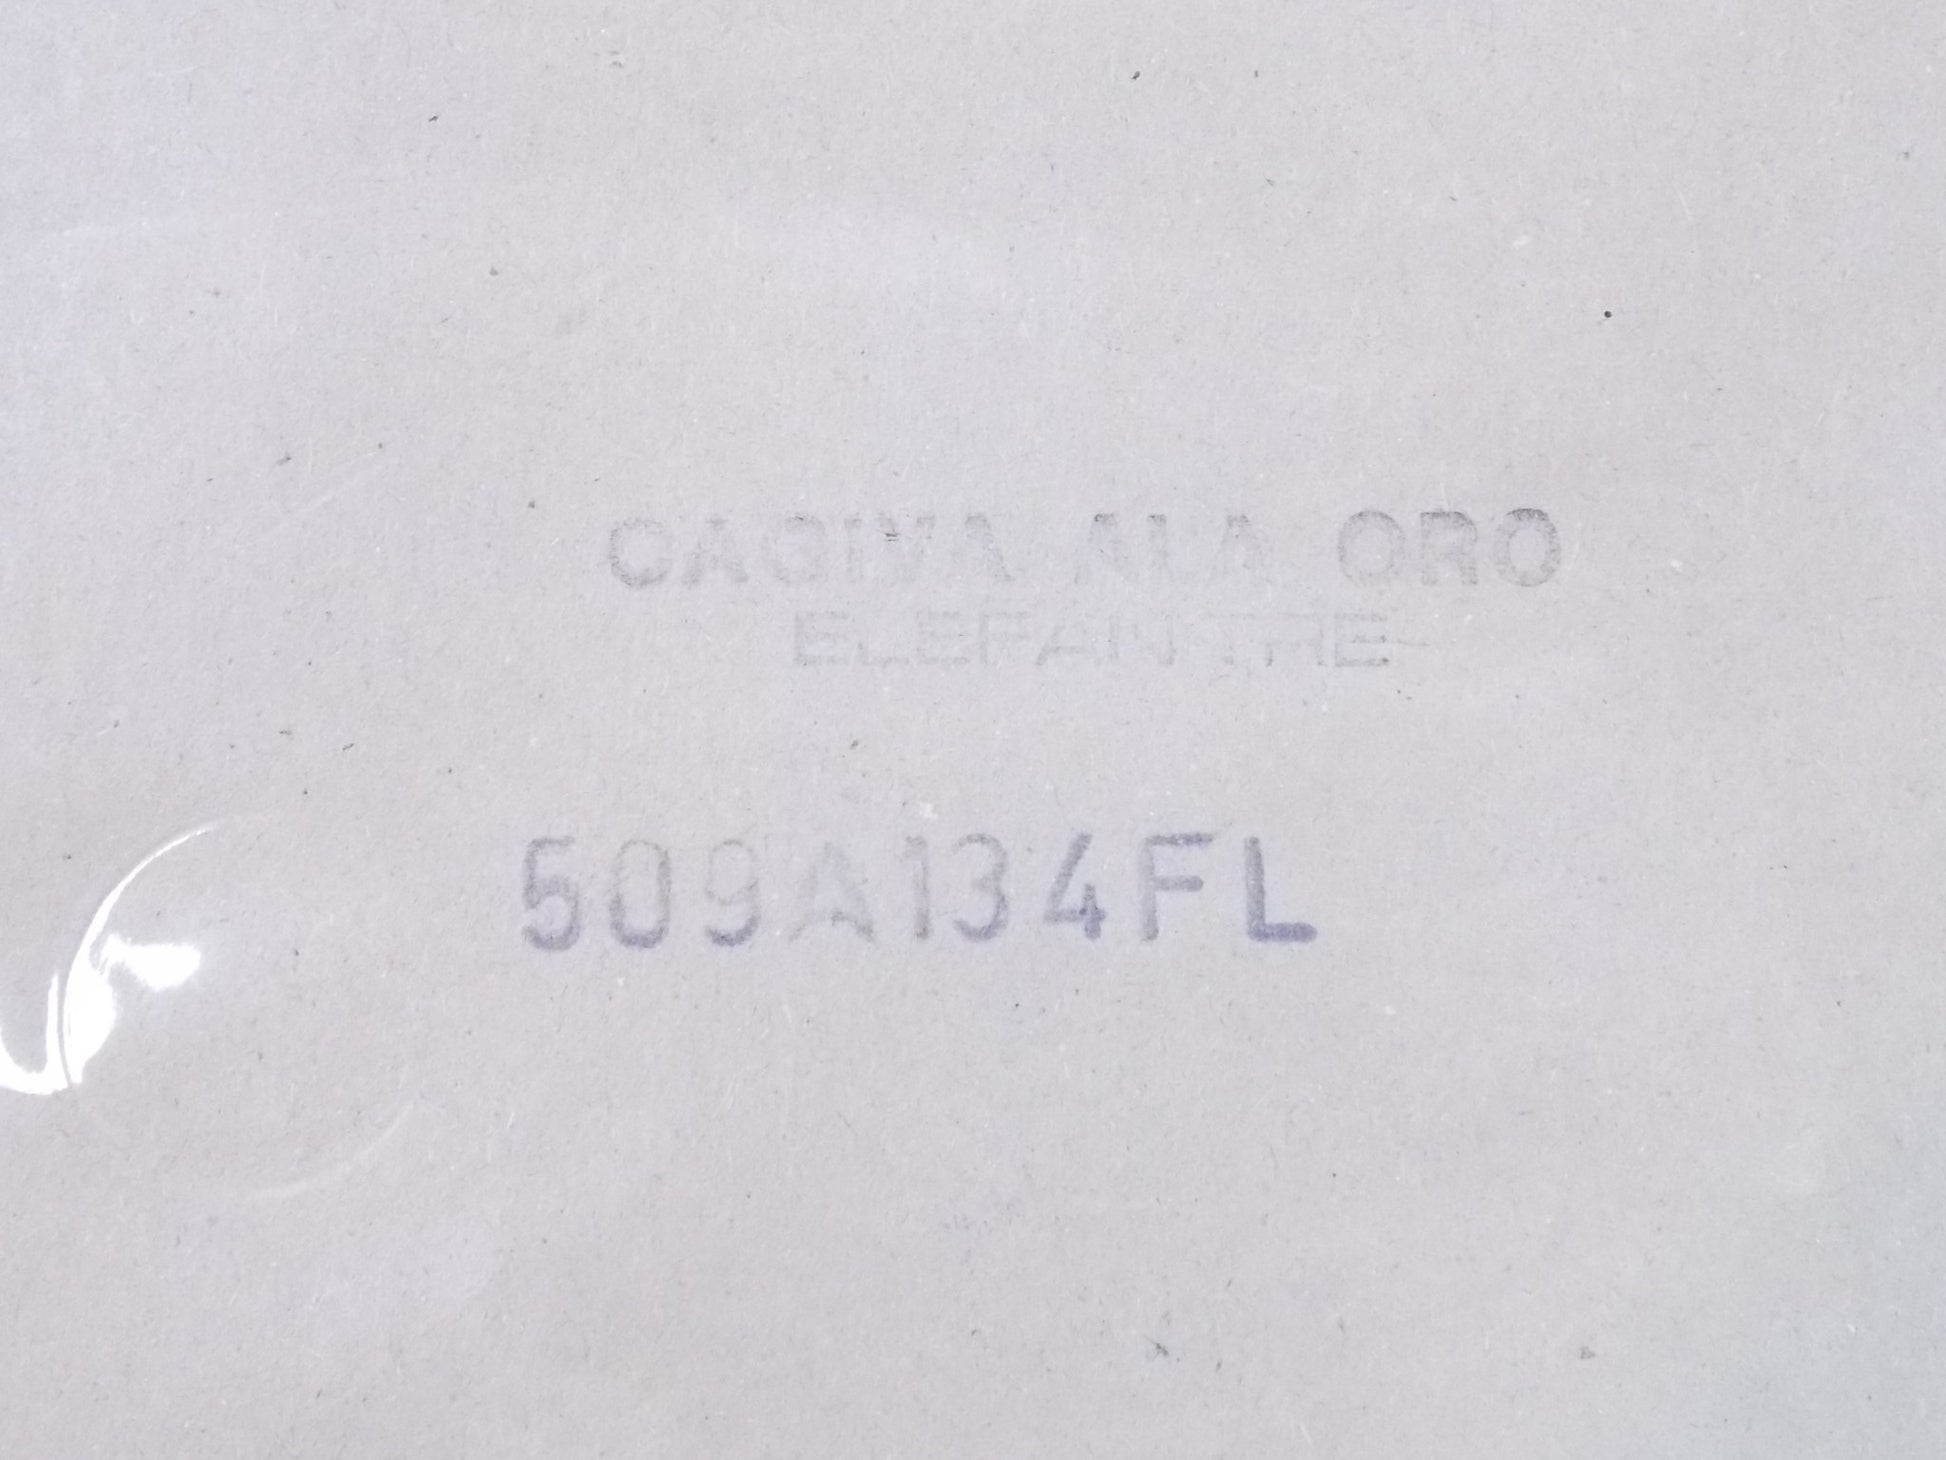 CAGIVA ALA ORO
ELEFANTRE
509A134FL